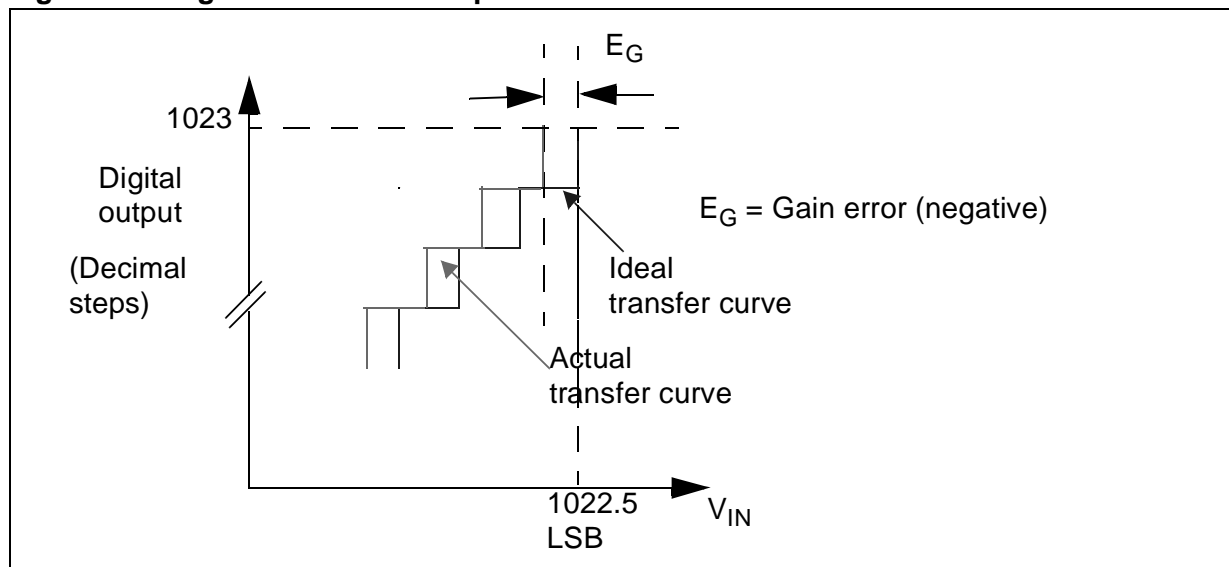 E_G
1023
Digital
output
(Decimal
steps)
E_G = Gain error (negative)
Ideal
transfer curve
Actual
transfer curve
1022.5
LSB
V_IN